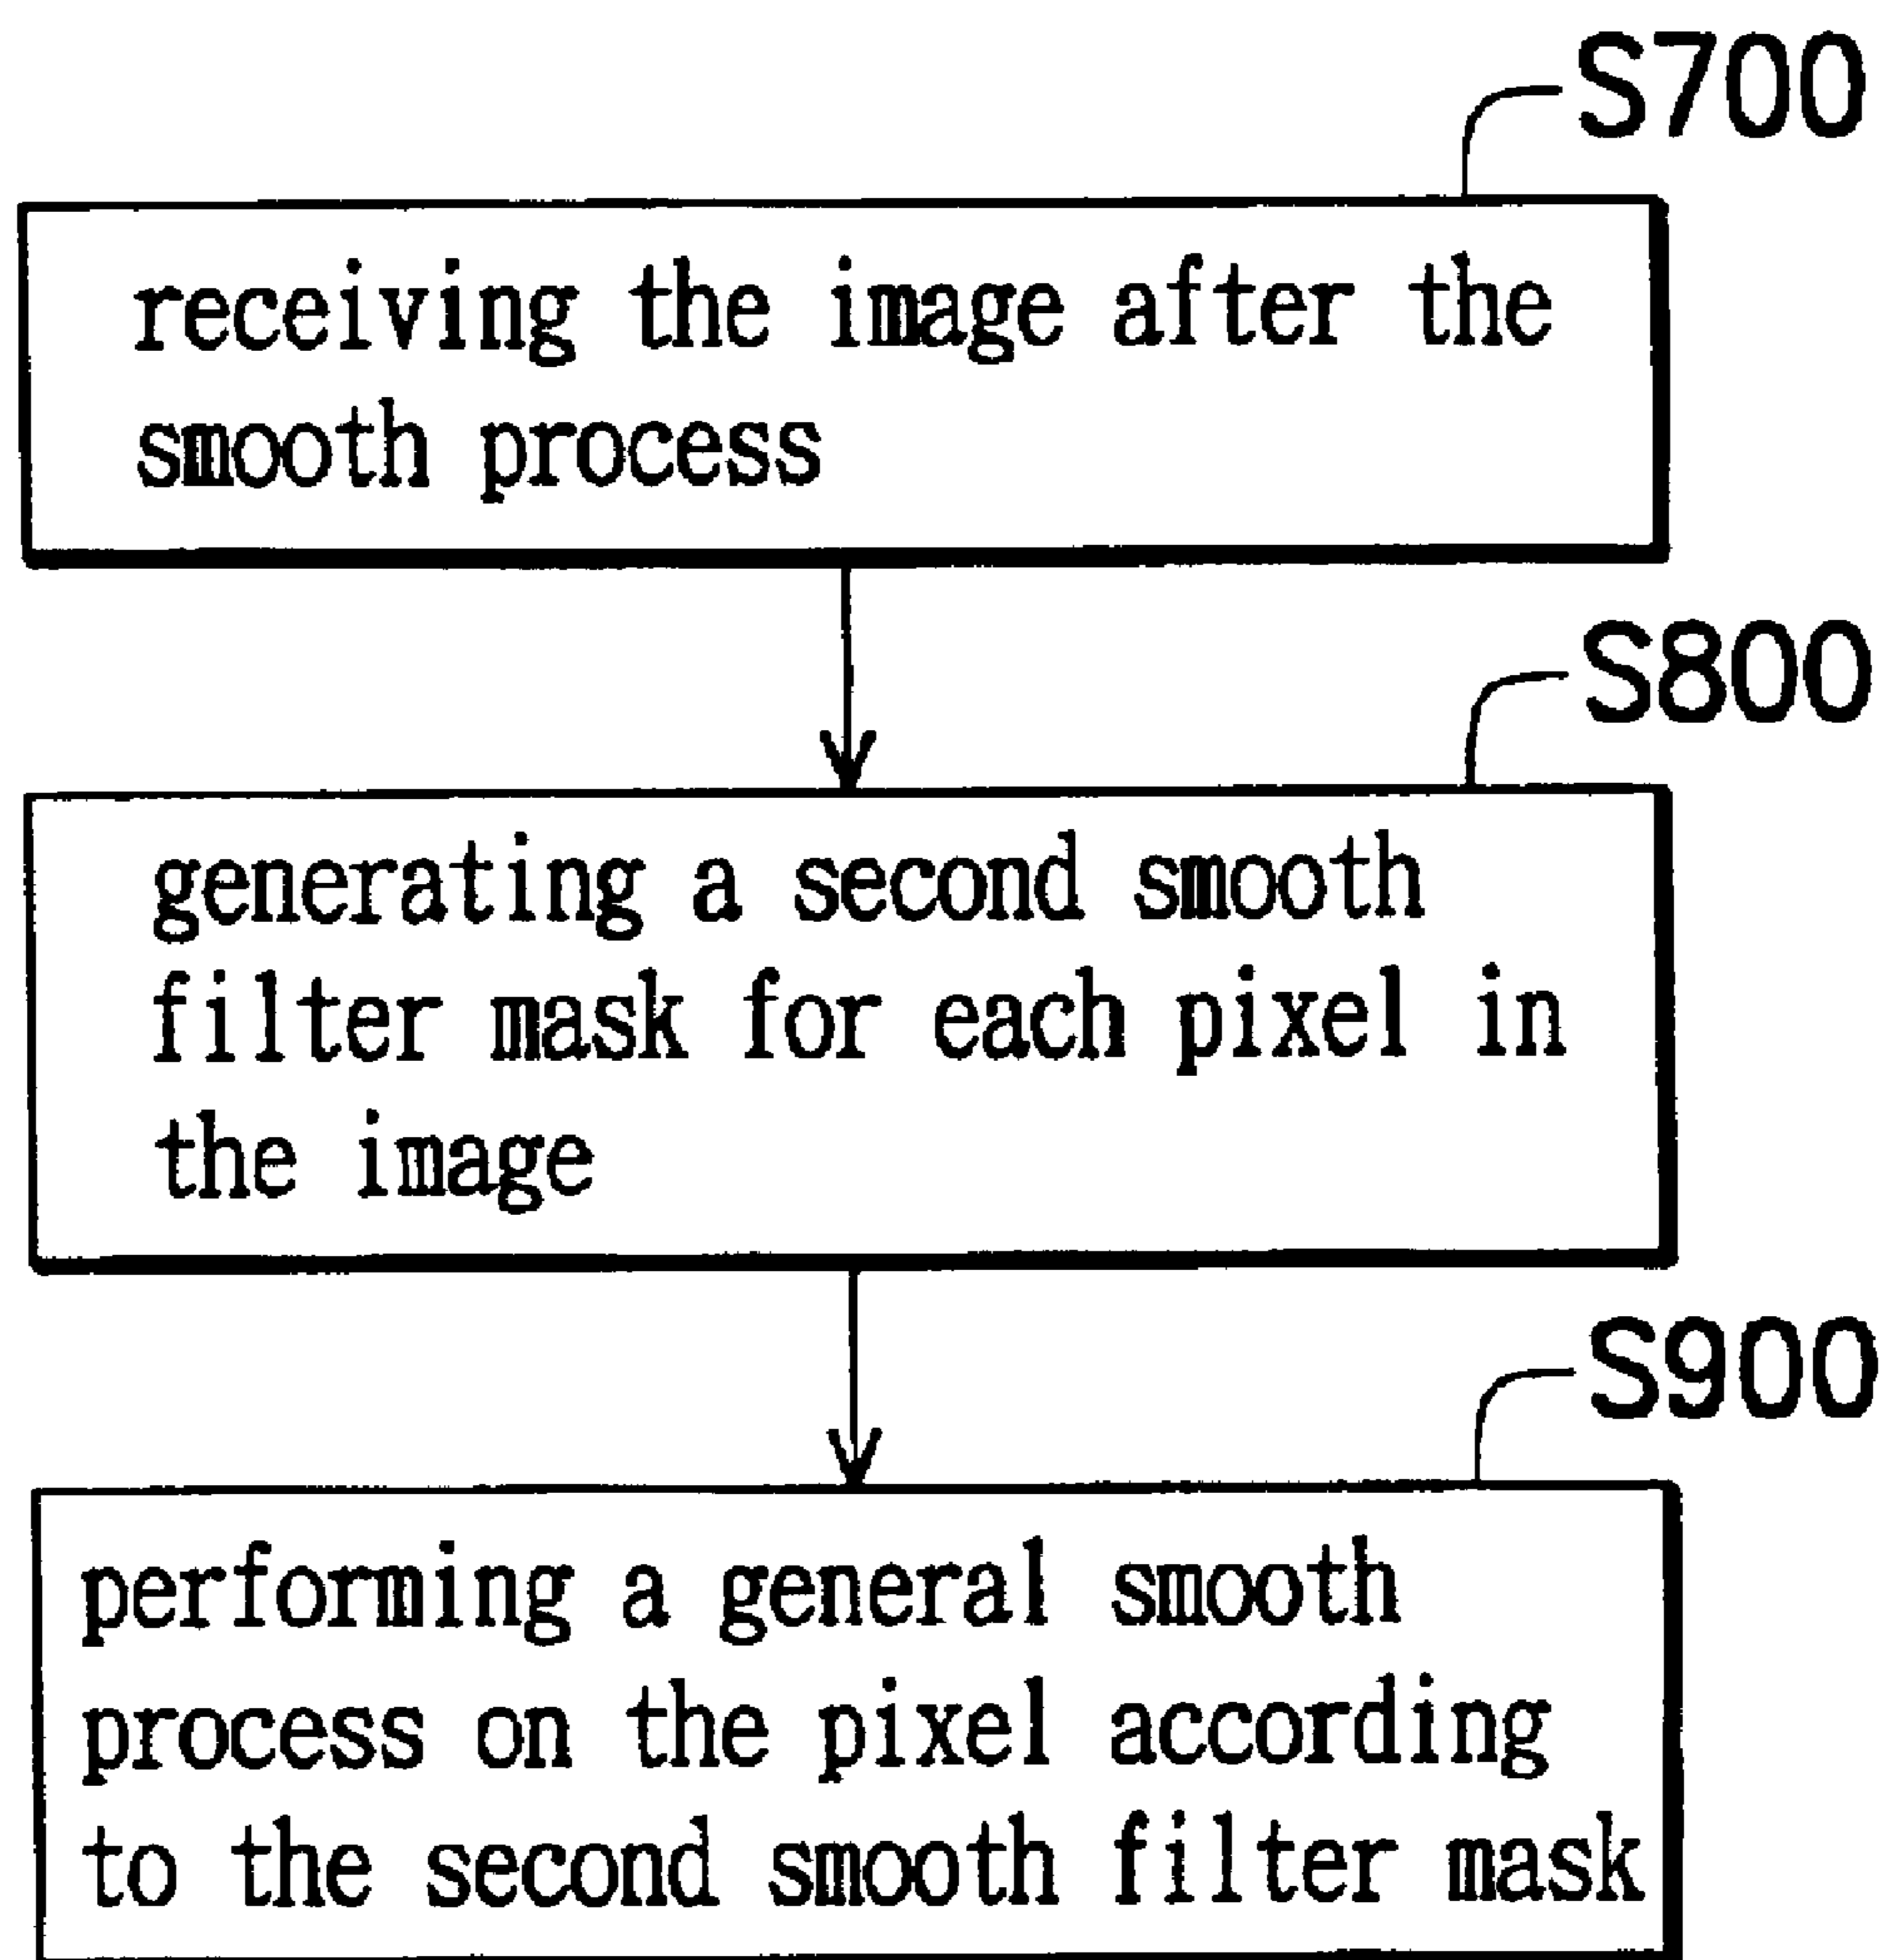 S700
receiving the image after the
smooth process
S800
generating a second smooth
filter mask for each pixel in
the image
S900
performing a general smooth
process on the pixel according
to the second smooth filter mask